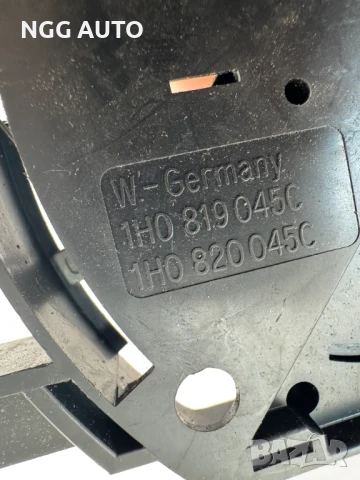 NGG AUTO
W.-Germany
1H0 819 045C
1H0 820 045C
BAZAR